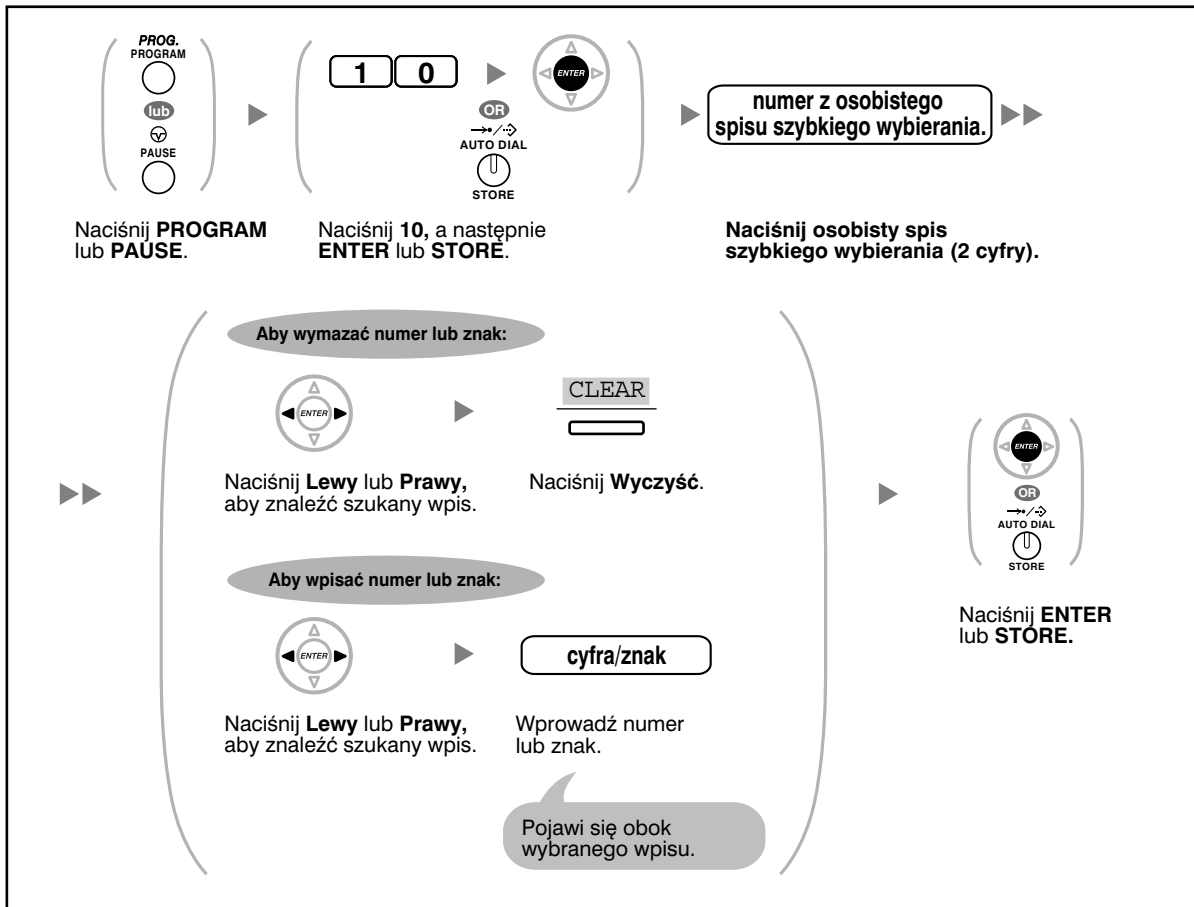 PROG.
PROGRAM
lub
PAUSE
Naciśnij PROGRAM
lub PAUSE.
1 0
ENTER
OR
AUTO DIAL
STORE
Naciśnij 10, a następnie
ENTER lub STORE.
numer z osobistego
spisu szybkiego wybierania.
Naciśnij osobisty spis
szybkiego wybierania (2 cyfry).
Aby wymazać numer lub znak:
ENTER
CLEAR
Naciśnij Lewy lub Prawy,
aby znaleźć szukany wpis.
Naciśnij Wyczyść.
Aby wpisać numer lub znak:
ENTER
cyfra/znak
Naciśnij Lewy lub Prawy,
aby znaleźć szukany wpis.
Wprowadź numer
lub znak.
Pojawi się obok
wybranego wpisu.
ENTER
OR
AUTO DIAL
STORE
Naciśnij ENTER
lub STORE.